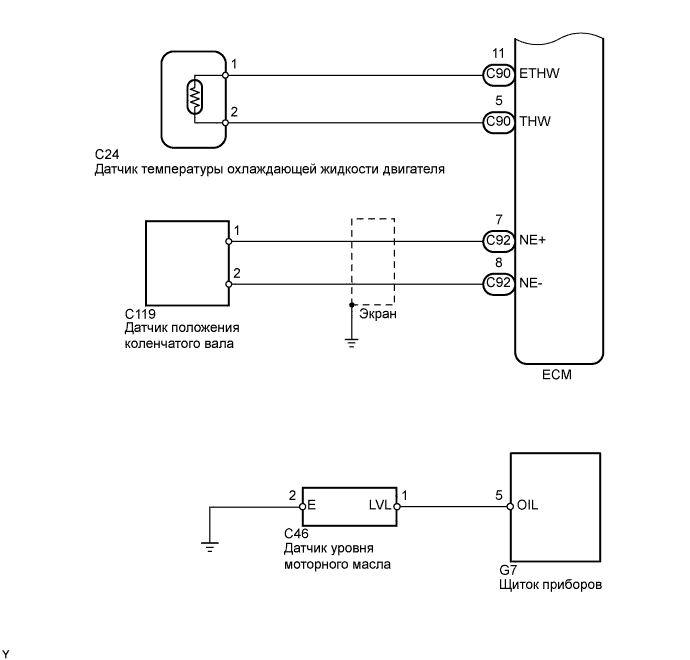 11
1
C90 ETHW
5
2
C90 THW
C24
Датчик температуры охлаждающей жидкости двигателя
7
1
C92 NE+
8
2
C92 NE-
C119
Экран
Датчик положения
коленчатого вала
ECM
2 E LVL 1 5 OIL
C46
Датчик уровня
моторного масла
G7
Щиток приборов
Y